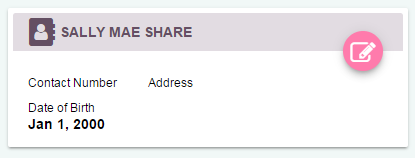 SALLY MAE SHARE
Contact Number Address
Date of Birth
Jan 1, 2000